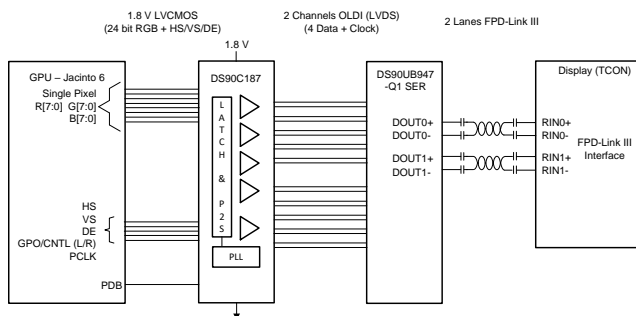 1.8 V LVCMOS
(24 bit RGB + HS/VS/DE)
2 Channels OLDI (LVDS)
(4 Data + Clock)
2 Lanes FPD-Link III
1.8 V
GPU – Jacinto 6
Single Pixel
R[7:0] G[7:0]
B[7:0]
HS
VS
DE
GPO/CNTL (L/R)
PCLK
PDB
DS90C187
LATCH & P2S
PLL
DS90UB947
-Q1 SER
DOUT0+
DOUT0-
DOUT1+
DOUT1-
Display (TCON)
RIN0+
RIN0-
FPD-Link III
Interface
RIN1+
RIN1-